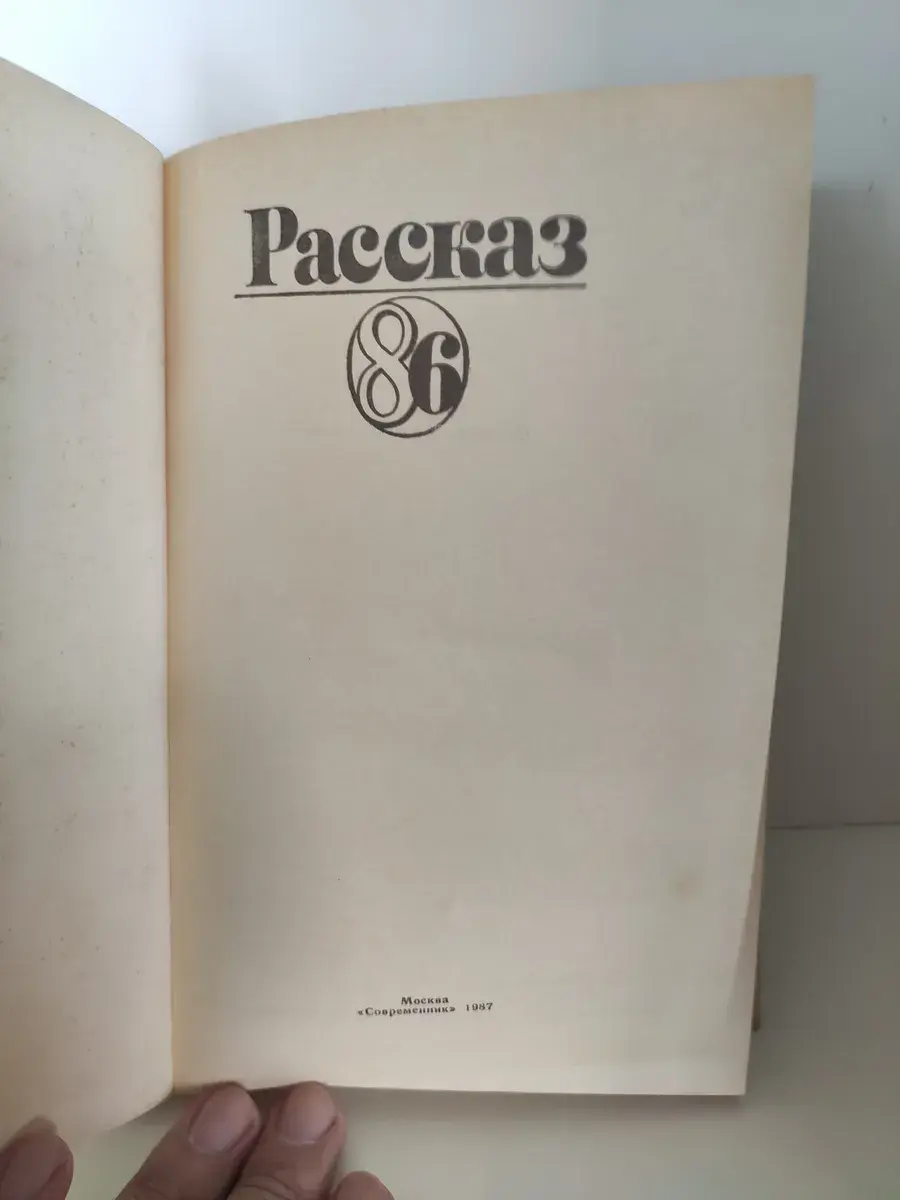 Рассказ
86
Москва
«Современник» 1987